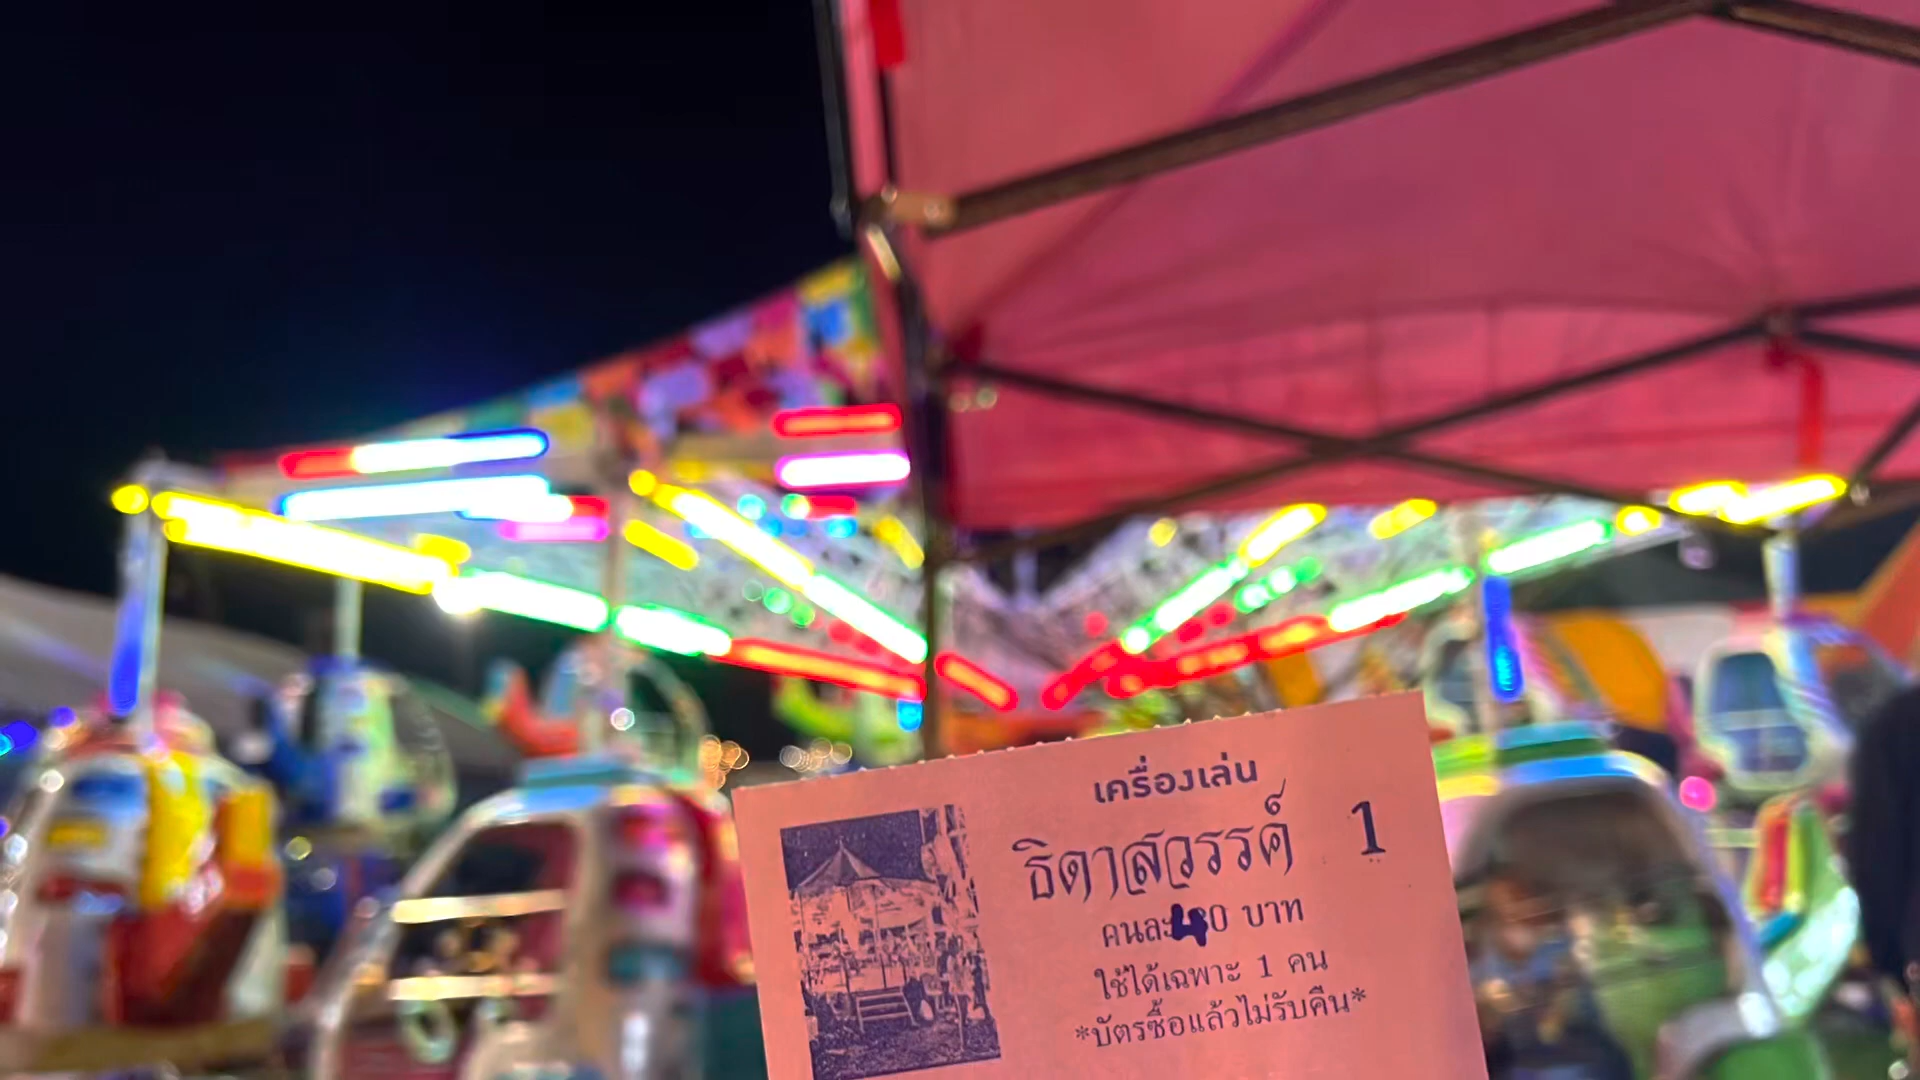 เครื่องเล่น
ธิดาสวรรค์ 1
คนละ 40 บาท
ใช้ได้เฉพาะ 1 คน
*บัตรซื้อแล้วไม่รับคืน*